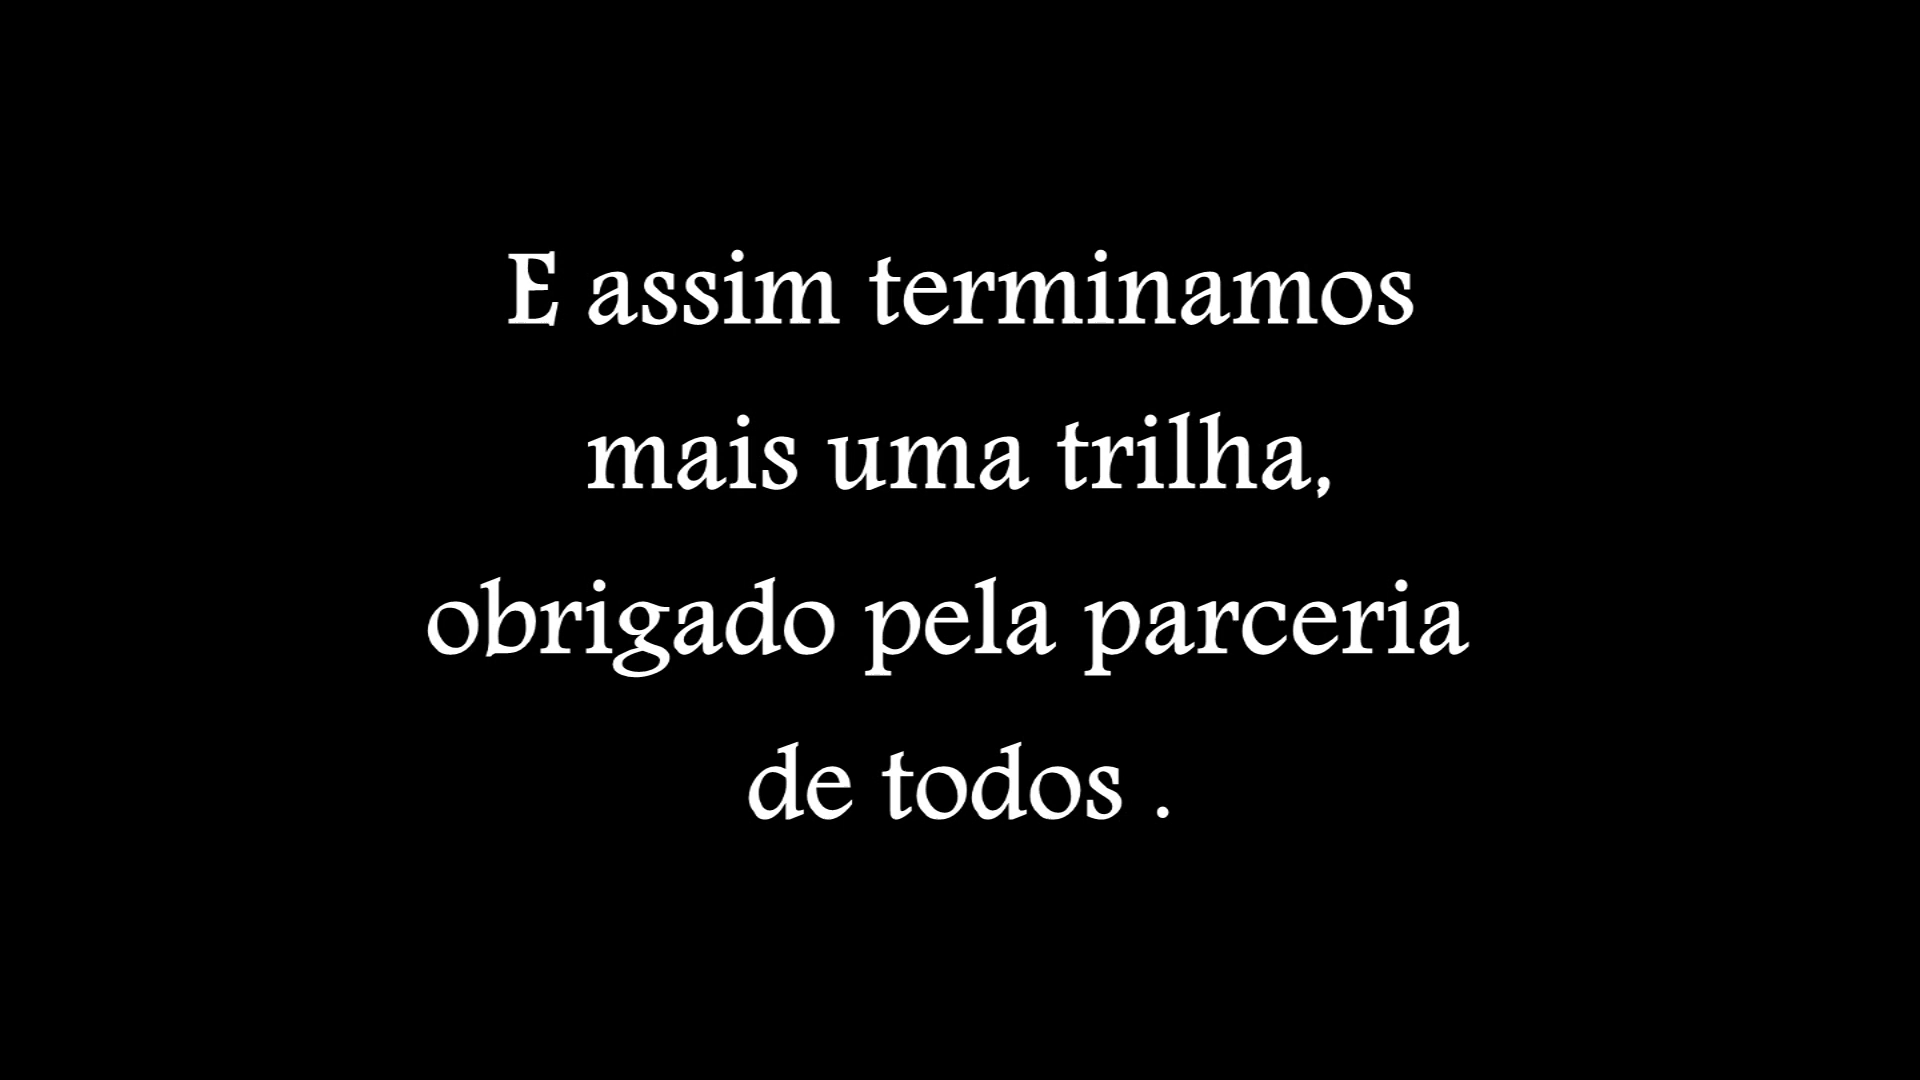 E assim terminamos
mais uma trilha,
obrigado pela parceria
de todos .